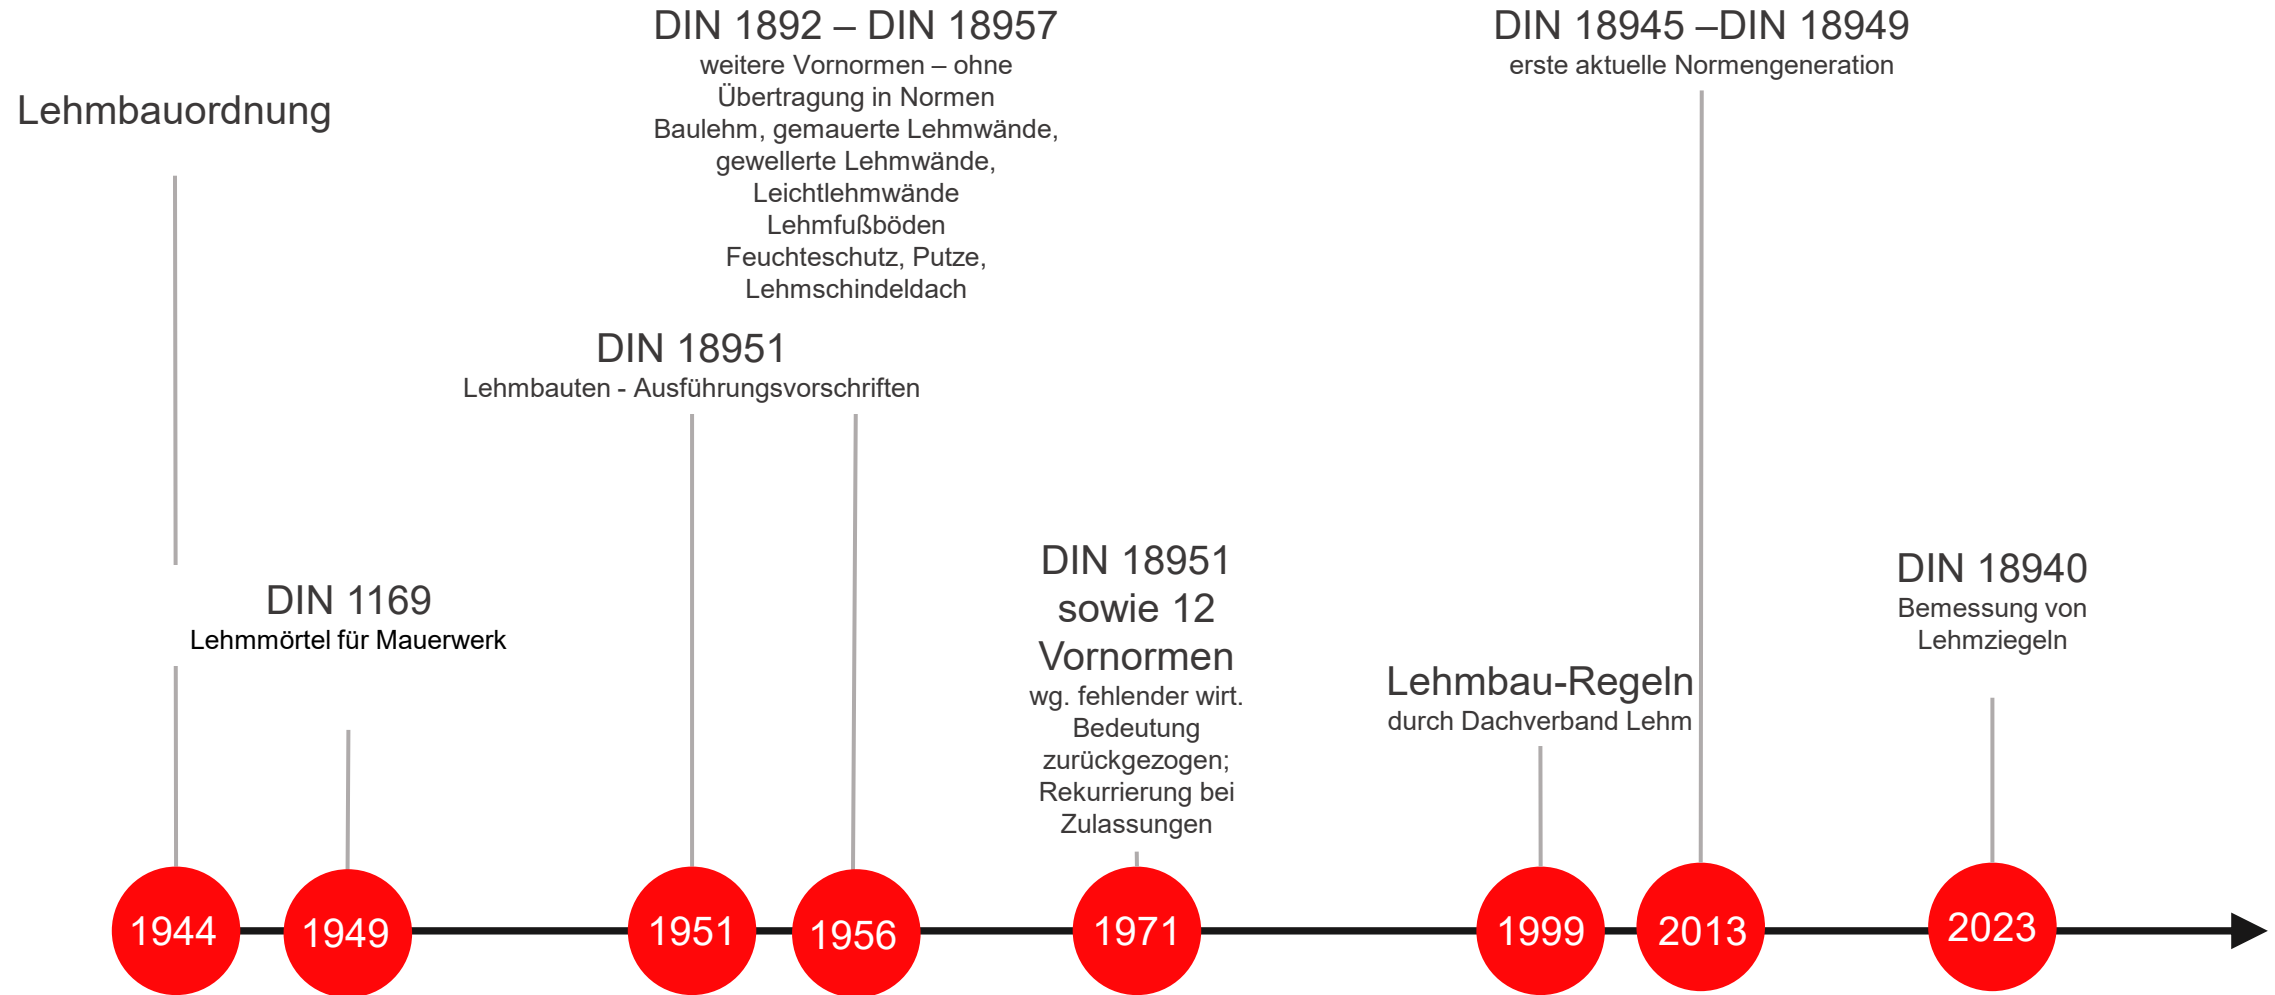 Lehmbauordnung
DIN 1169
Lehmmörtel für Mauerwerk
DIN 18951
Lehmbauten - Ausführungsvorschriften
DIN 1892 – DIN 18957
weitere Vornormen – ohne
Übertragung in Normen
Baulehm, gemauerte Lehmwände,
gewellerte Lehmwände,
Leichtlehmwände
Lehmfußböden
Feuchteschutz, Putze,
Lehmschindeldach
DIN 18951
sowie 12
Vornormen
wg. fehlender wirt.
Bedeutung
zurückgezogen;
Rekurrierung bei
Zulassungen
Lehmbau-Regeln
durch Dachverband Lehm
DIN 18945 –DIN 18949
erste aktuelle Normengeneration
DIN 18940
Bemessung von
Lehmziegeln
1944
1949
1951
1956
1971
1999
2013
2023